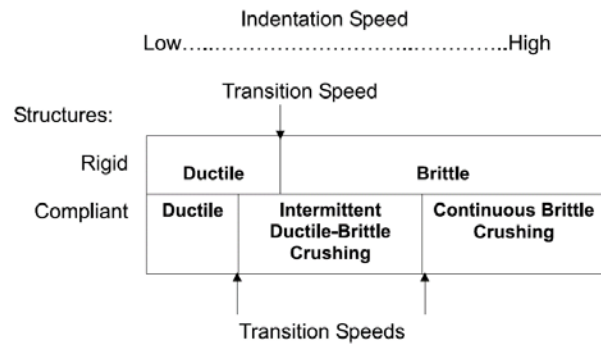 Indentation Speed
Low…..………………………..………..High
Transition Speed
Structures:
Rigid
Ductile
Brittle
Compliant
Ductile
Intermittent
Ductile-Brittle
Crushing
Continuous Brittle
Crushing
Transition Speeds